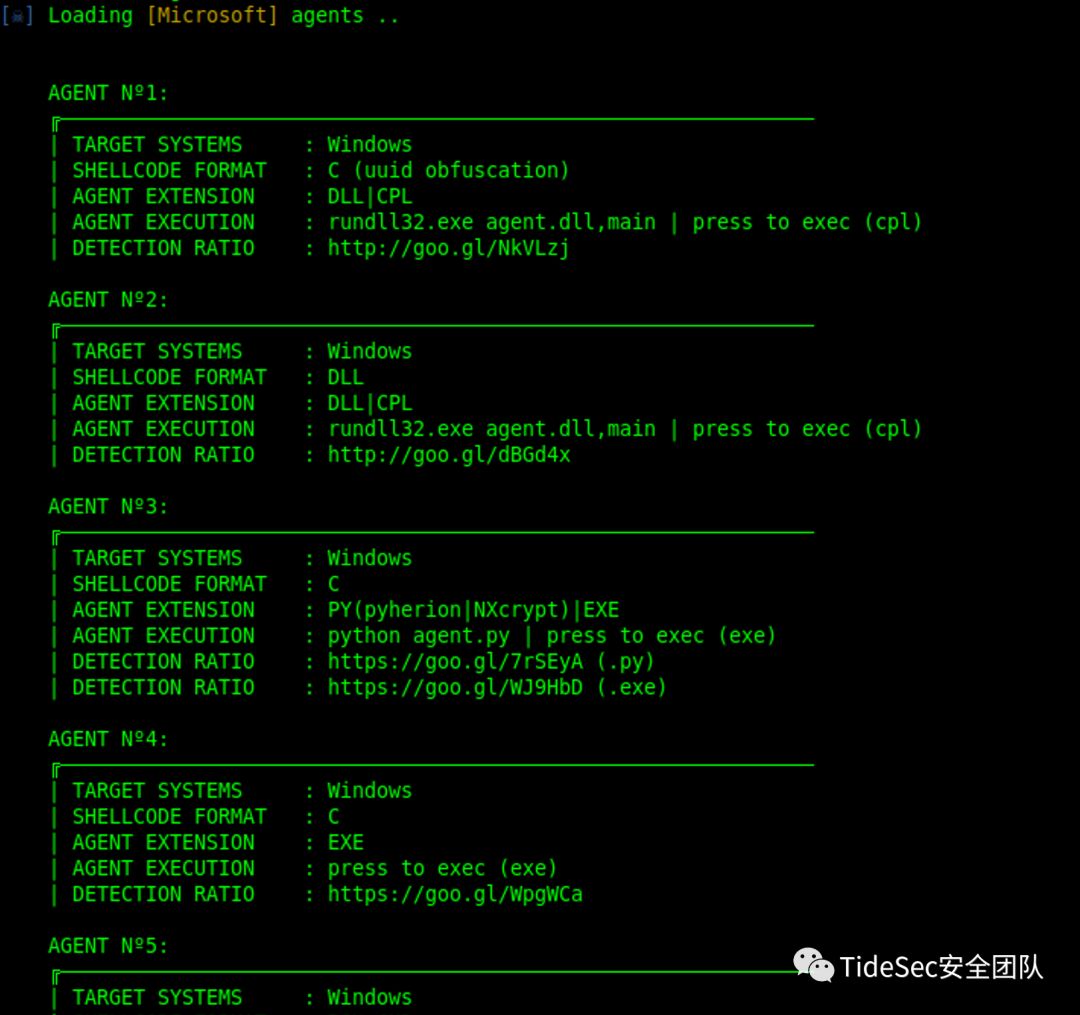 [☠] Loading [Microsoft] agents ..
AGENT Nº1:
TARGET SYSTEMS : Windows
SHELLCODE FORMAT : C (uuid obfuscation)
AGENT EXTENSION : DLL|CPL
AGENT EXECUTION : rundll32.exe agent.dll,main | press to exec (cpl)
DETECTION RATIO : http://goo.gl/NkVLzj
AGENT Nº2:
TARGET SYSTEMS : Windows
SHELLCODE FORMAT : DLL
AGENT EXTENSION : DLL|CPL
AGENT EXECUTION : rundll32.exe agent.dll,main | press to exec (cpl)
DETECTION RATIO : http://goo.gl/dBGd4x
AGENT Nº3:
TARGET SYSTEMS : Windows
SHELLCODE FORMAT : C
AGENT EXTENSION : PY(pyherion|NXcrypt)|EXE
AGENT EXECUTION : python agent.py | press to exec (exe)
DETECTION RATIO : https://goo.gl/7rSEyA (.py)
DETECTION RATIO : https://goo.gl/WJ9HbD (.exe)
AGENT Nº4:
TARGET SYSTEMS : Windows
SHELLCODE FORMAT : C
AGENT EXTENSION : EXE
AGENT EXECUTION : press to exec (exe)
DETECTION RATIO : https://goo.gl/WpgWCa
AGENT Nº5:
TARGET SYSTEMS : Windows
TideSec安全团队